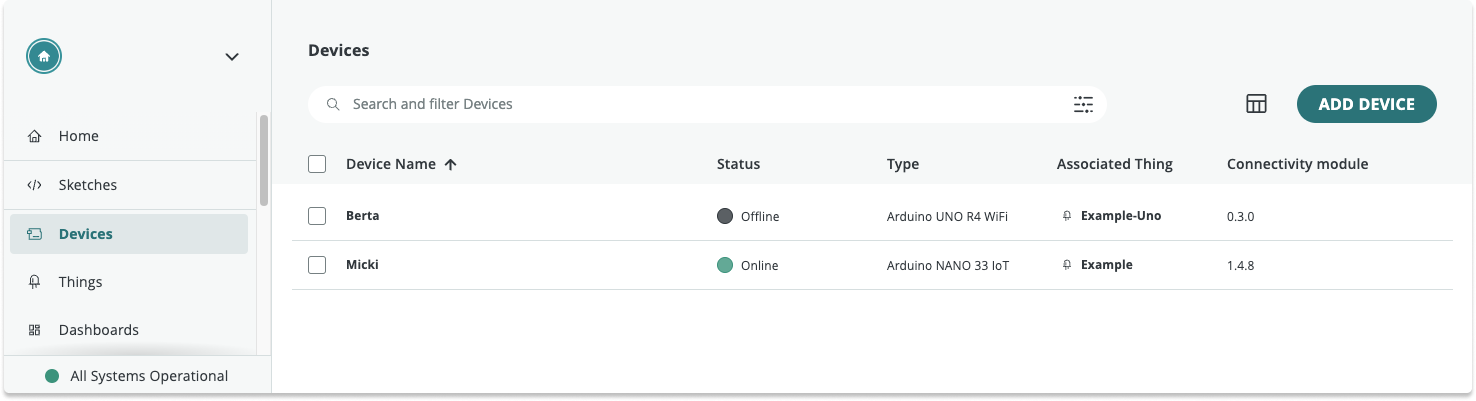 Home
Sketches
Devices
Things
Dashboards
All Systems Operational
Devices
Search and filter Devices
ADD DEVICE
Device Name Status Type Associated Thing Connectivity module
Berta Offline Arduino UNO R4 WiFi Example-Uno 0.3.0
Micki Online Arduino NANO 33 IoT Example 1.4.8